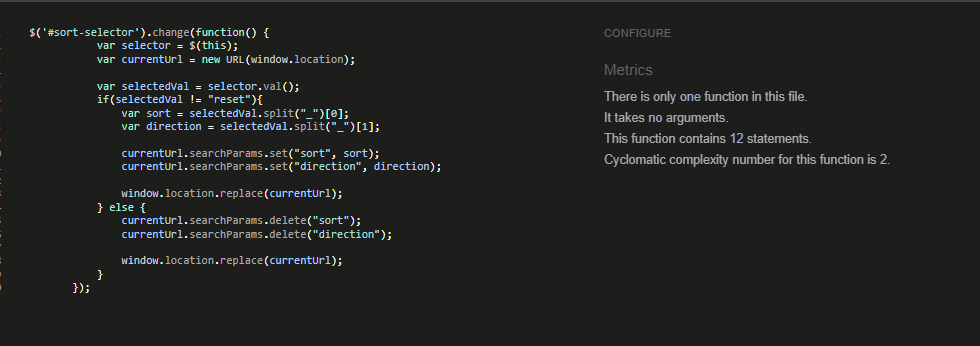 $('#sort-selector').change(function() {
var selector = $(this);
var currentUrl = new URL(window.location);
var selectedVal = selector.val();
if(selectedVal != "reset"){
var sort = selectedVal.split("_")[0];
var direction = selectedVal.split("_")[1];
currentUrl.searchParams.set("sort", sort);
currentUrl.searchParams.set("direction", direction);
window.location.replace(currentUrl);
} else {
currentUrl.searchParams.delete("sort");
currentUrl.searchParams.delete("direction");
window.location.replace(currentUrl);
}
});
CONFIGURE
Metrics
There is only one function in this file.
It takes no arguments.
This function contains 12 statements.
Cyclomatic complexity number for this function is 2.